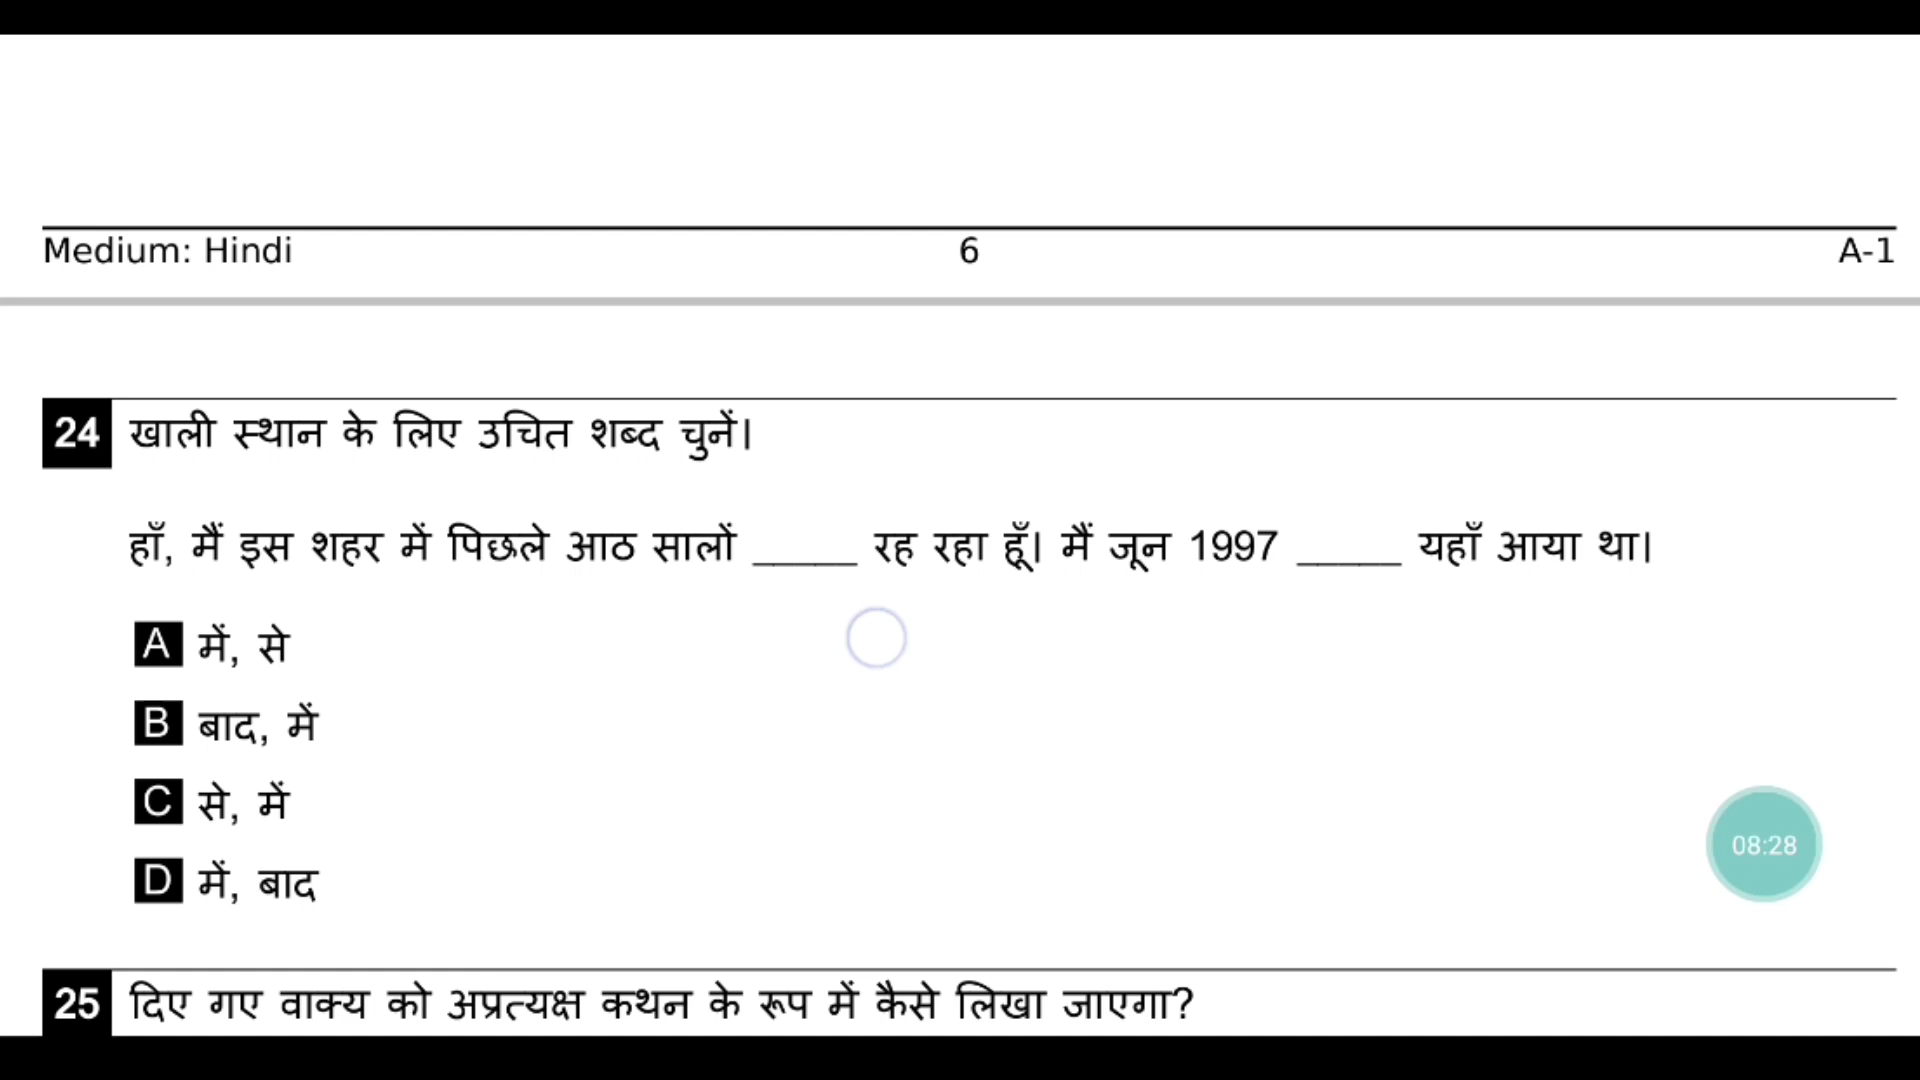 Medium: Hindi 6 A-1
24 खाली स्थान के लिए उचित शब्द चुनें।
हाँ, मैं इस शहर में पिछले आठ सालों _____ रह रहा हूँ। मैं जून 1997 _____ यहाँ आया था।
A में, से
B बाद, में
C से, में
D में, बाद
08:28
25 दिए गए वाक्य को अप्रत्यक्ष कथन के रूप में कैसे लिखा जाएगा?